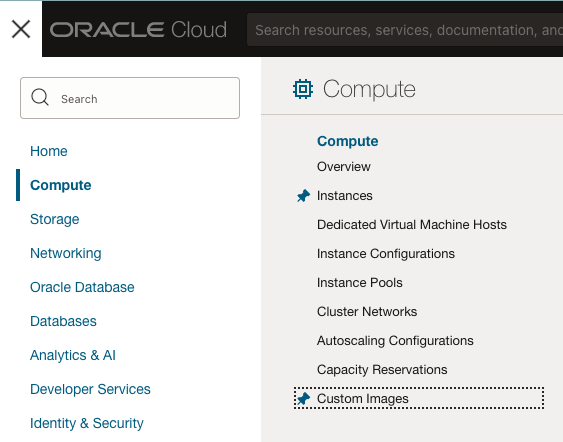 ORACLE Cloud
Search resources, services, documentation, and
Search
Home
Compute
Storage
Networking
Oracle Database
Databases
Analytics & AI
Developer Services
Identity & Security
Compute
Compute
Overview
Instances
Dedicated Virtual Machine Hosts
Instance Configurations
Instance Pools
Cluster Networks
Autoscaling Configurations
Capacity Reservations
Custom Images